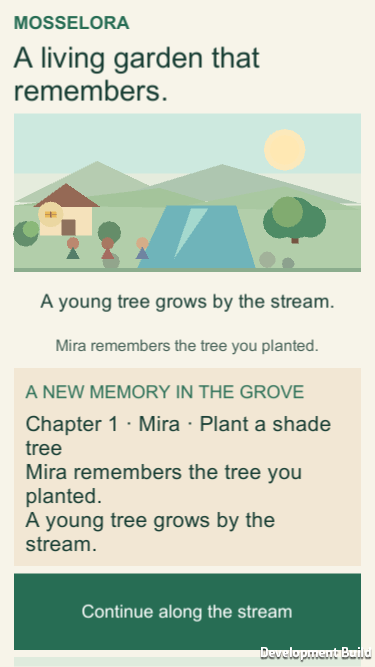 MOSSELORA
A living garden that
remembers.
A young tree grows by the stream.
Mira remembers the tree you planted.
A NEW MEMORY IN THE GROVE
Chapter 1 · Mira · Plant a shade
tree
Mira remembers the tree you
planted.
A young tree grows by the
stream.
Continue along the stream
Development Build